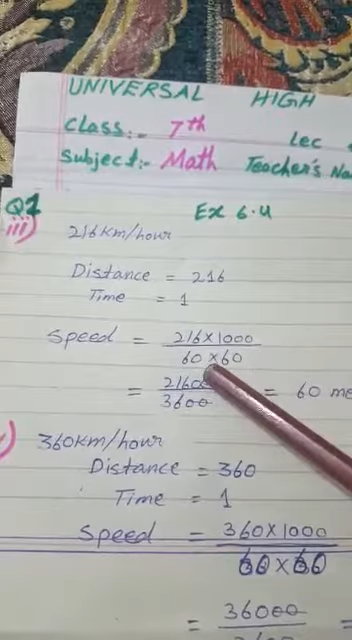 UNIVERSAL HIGH
Class:- 7th Lec
Subject:- Math Teacher's Na
Q1 Ex 6.4
iii) 216km/hour
Distance = 216
Time = 1
Speed = 216×1000
60×60
= 2160
3600 = 60 me
360km/hour
Distance = 360
Time = 1
Speed = 360×1000
60×60
= 36000